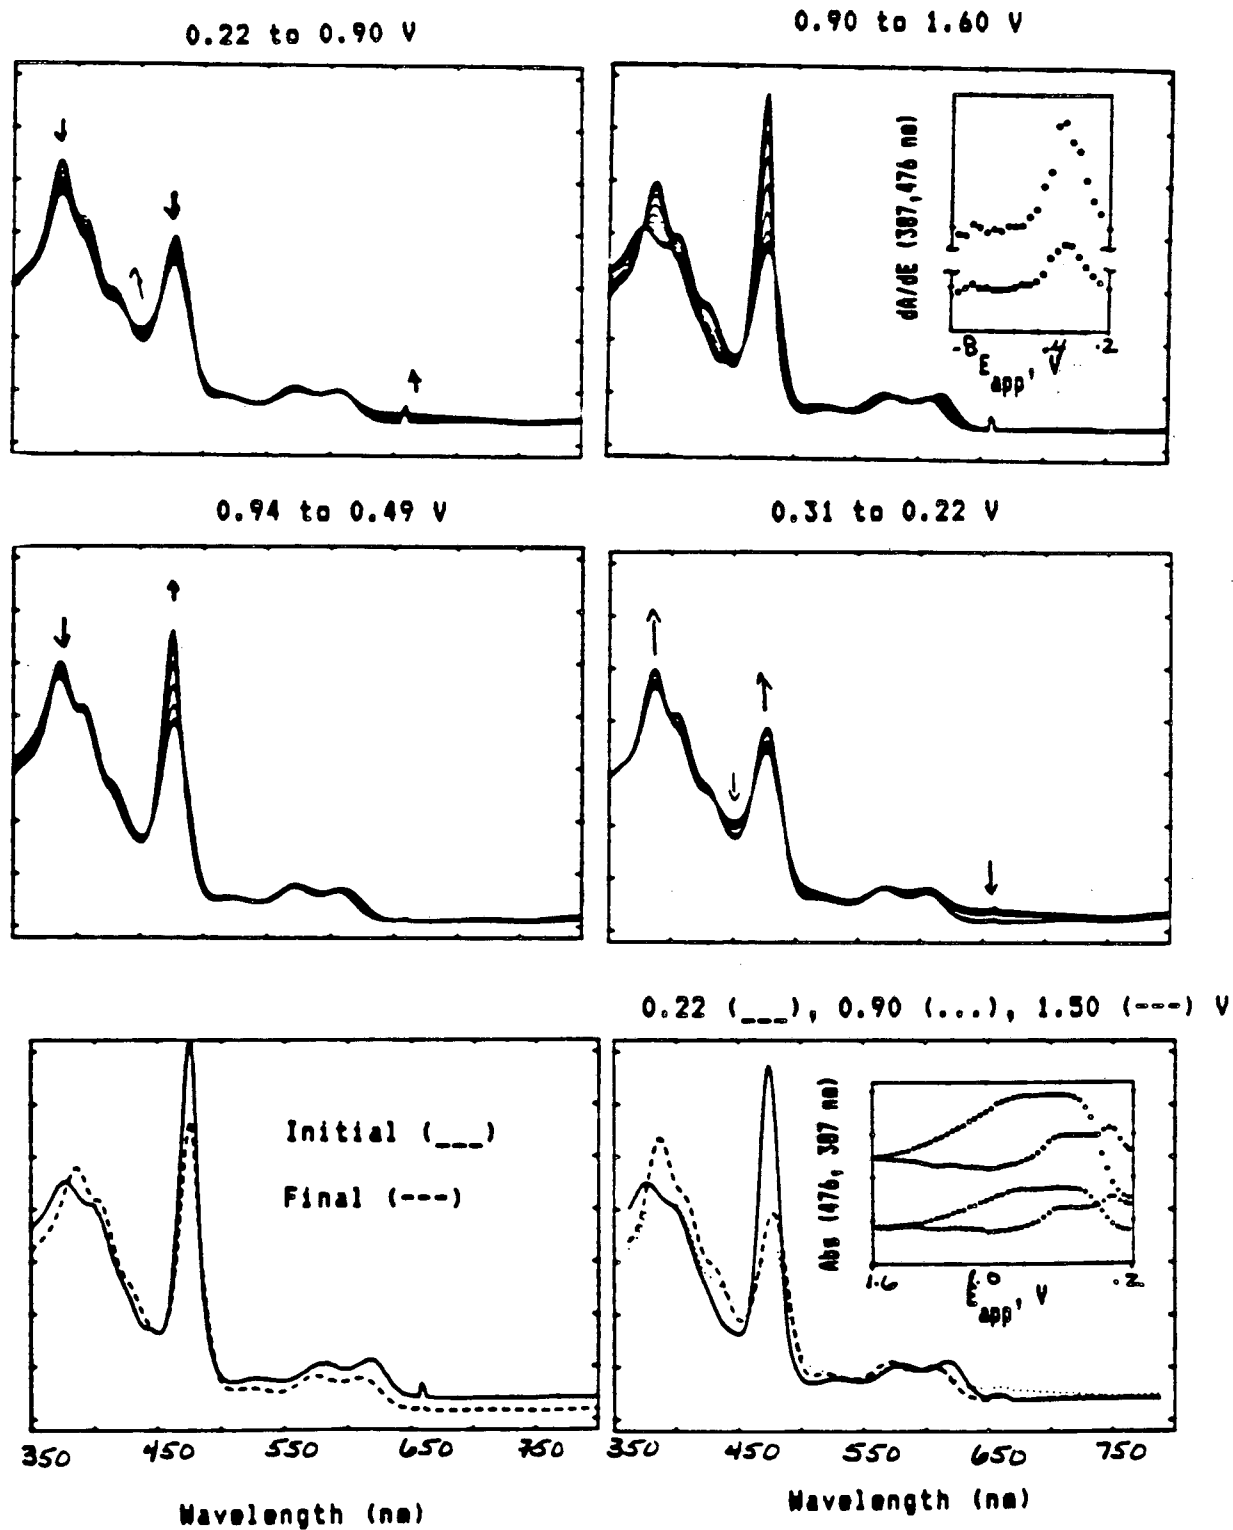 0.22 to 0.90 V
0.90 to 1.60 V
dA/dE (387,476 nm)
-.8 .4 .2
E app, V
0.94 to 0.49 V
0.31 to 0.22 V
0.22 (___), 0.90 (...), 1.50 (---) V
Initial (___)
Final (---)
Abs (476, 387 nm)
1.6 1.0 .2
E app, V
350 450 550 650 750
Wavelength (nm)
350 450 550 650 750
Wavelength (nm)